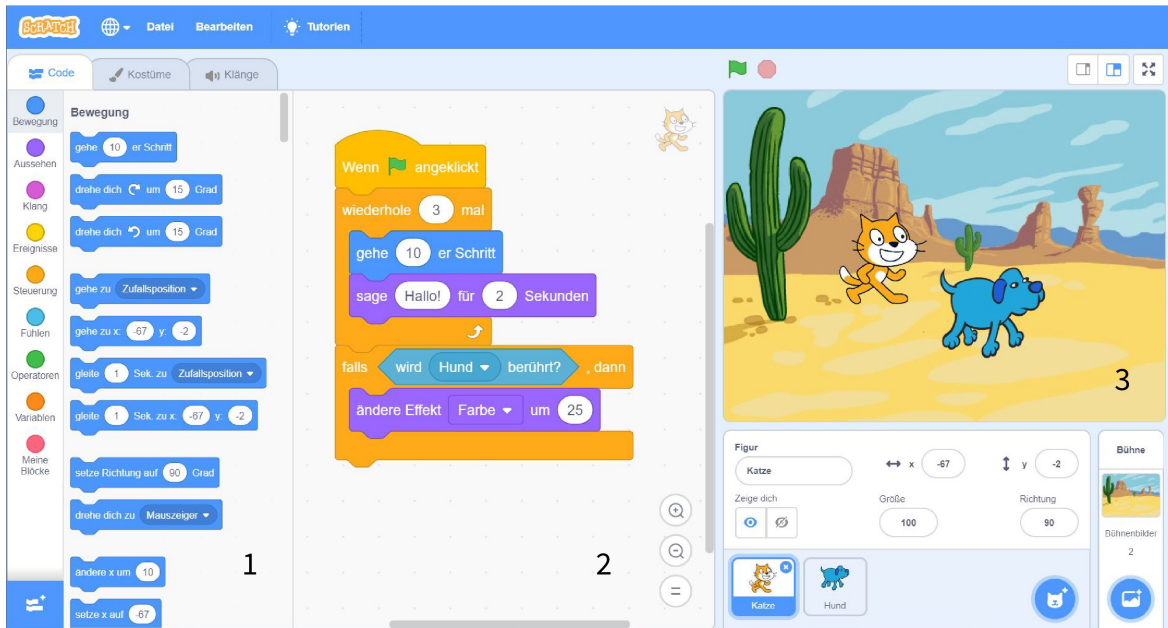 SCRATCH Datei Bearbeiten Tutorien
Code Kostüme Klänge
Bewegung
Aussehen
Klang
Ereignisse
Steuerung
Fühlen
Operatoren
Variablen
Meine
Blöcke
Bewegung
gehe 10 er Schritt
drehe dich um 15 Grad
drehe dich um 15 Grad
gehe zu Zufallsposition
gehe zu x: -67 y: -2
gleite 1 Sek. zu Zufallsposition
gleite 1 Sek. zu x: -67 y: -2
setze Richtung auf 90 Grad
drehe dich zu Mauszeiger
ändere x um 10
setze x auf -67
1
Wenn angeklickt
wiederhole 3 mal
gehe 10 er Schritt
sage Hallo! für 2 Sekunden
falls wird Hund berührt? , dann
ändere Effekt Farbe um 25
2
3
Figur
Katze x -67 y -2
Zeige dich Größe Richtung
100 90
Katze Hund
Bühne
Bühnenbilder
2